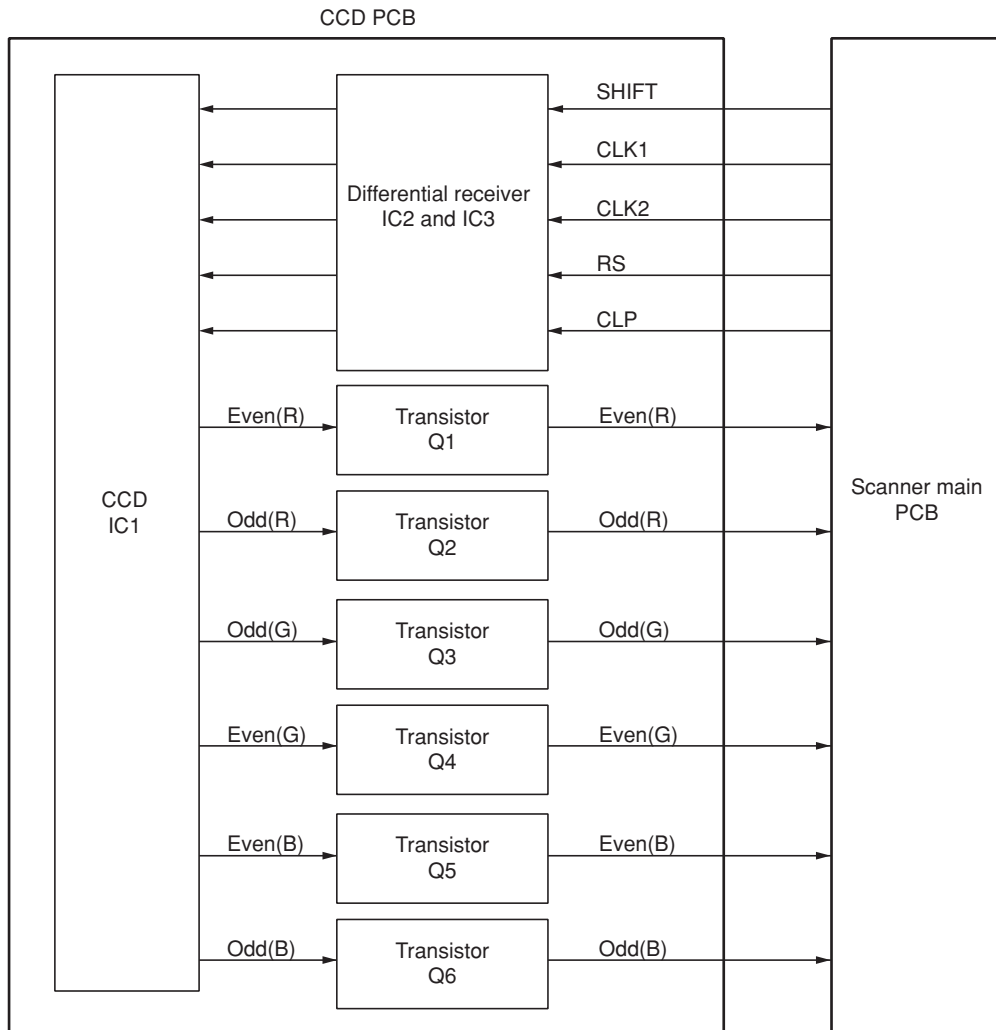 CCD PCB
SHIFT
CLK1
Differential receiver
IC2 and IC3
CLK2
RS
CLP
Even(R)
Transistor
Q1
Even(R)
CCD
IC1
Scanner main
PCB
Odd(R)
Transistor
Q2
Odd(R)
Odd(G)
Transistor
Q3
Odd(G)
Even(G)
Transistor
Q4
Even(G)
Even(B)
Transistor
Q5
Even(B)
Odd(B)
Transistor
Q6
Odd(B)